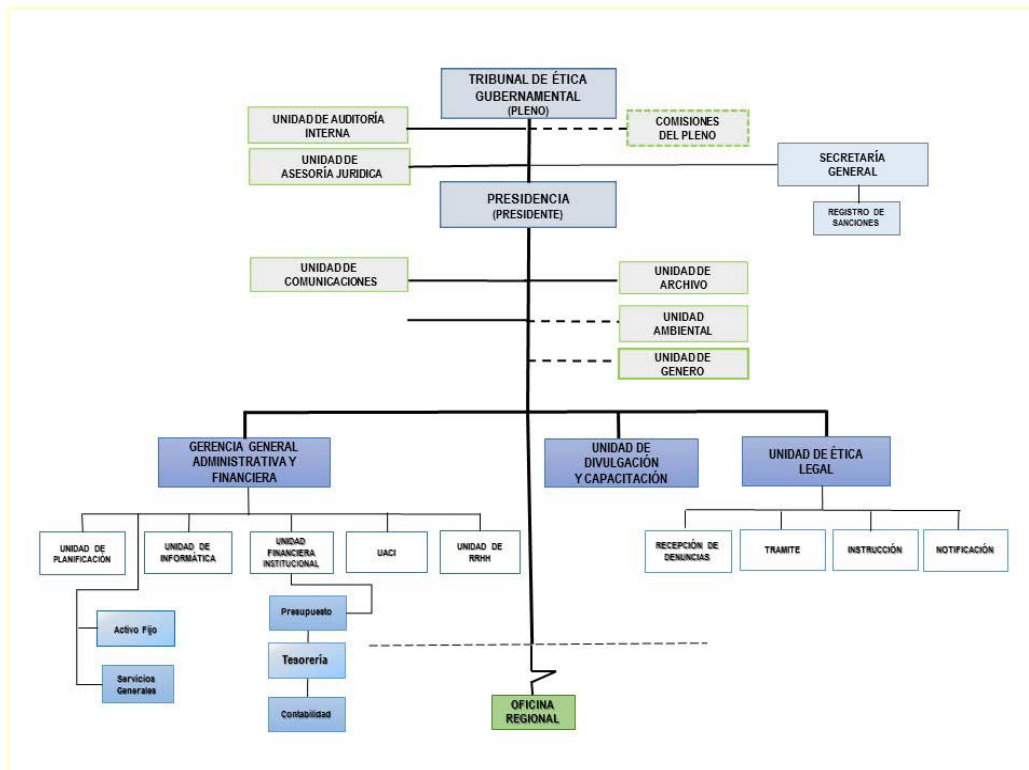 TRIBUNAL DE ÉTICA
GUBERNAMENTAL
(PLENO)
UNIDAD DE AUDITORÍA
INTERNA
COMISIONES
DEL PLENO
UNIDAD DE
ASESORÍA JURIDICA
SECRETARÍA
GENERAL
PRESIDENCIA
(PRESIDENTE)
REGISTRO DE
SANCIONES
UNIDAD DE
COMUNICACIONES
UNIDAD DE
ARCHIVO
UNIDAD
AMBIENTAL
UNIDAD DE
GENERO
GERENCIA GENERAL
ADMINISTRATIVA Y
FINANCIERA
UNIDAD DE
DIVULGACIÓN
Y CAPACITACIÓN
UNIDAD DE ÉTICA
LEGAL
UNIDAD DE
PLANIFICACIÓN
UNIDAD DE
INFORMÁTICA
UNIDAD
FINANCIERA
INSTITUCIONAL
UACI
UNIDAD DE
RRHH
RECEPCIÓN DE
DENUNCIAS
TRAMITE
INSTRUCCIÓN
NOTIFICACIÓN
Activo Fijo
Servicios
Generales
Presupuesto
Tesorería
Contabilidad
OFICINA
REGIONAL